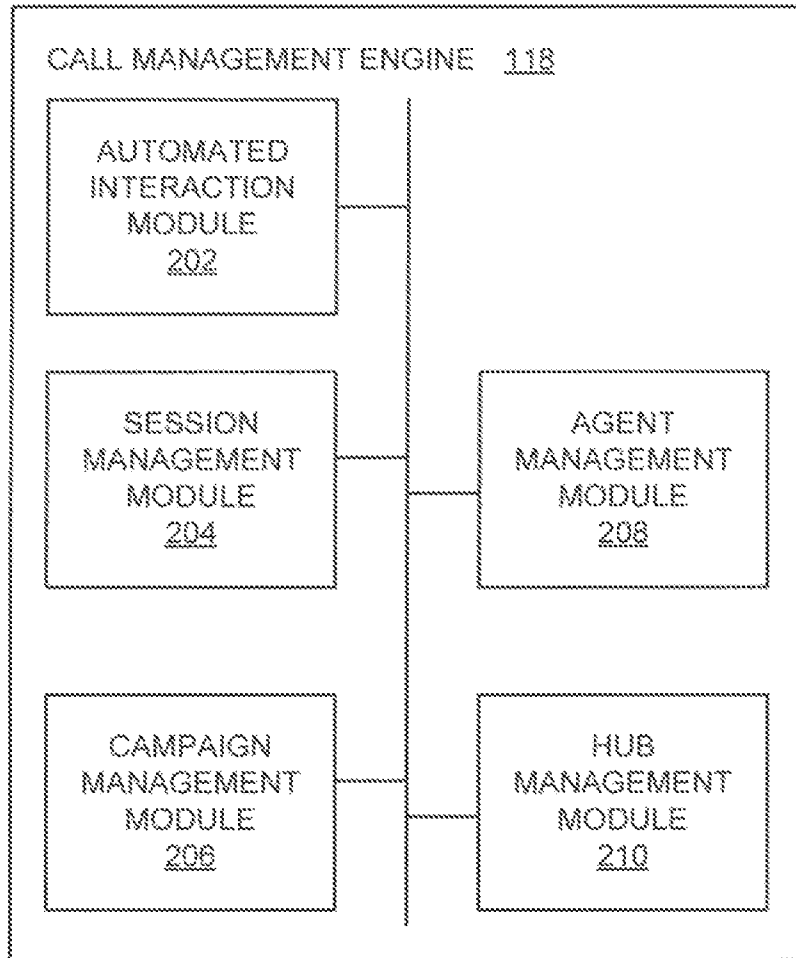 CALL MANAGEMENT ENGINE 118
AUTOMATED
INTERACTION
MODULE
202
SESSION
MANAGEMENT
MODULE
204
AGENT
MANAGEMENT
MODULE
208
CAMPAIGN
MANAGEMENT
MODULE
206
HUB
MANAGEMENT
MODULE
210